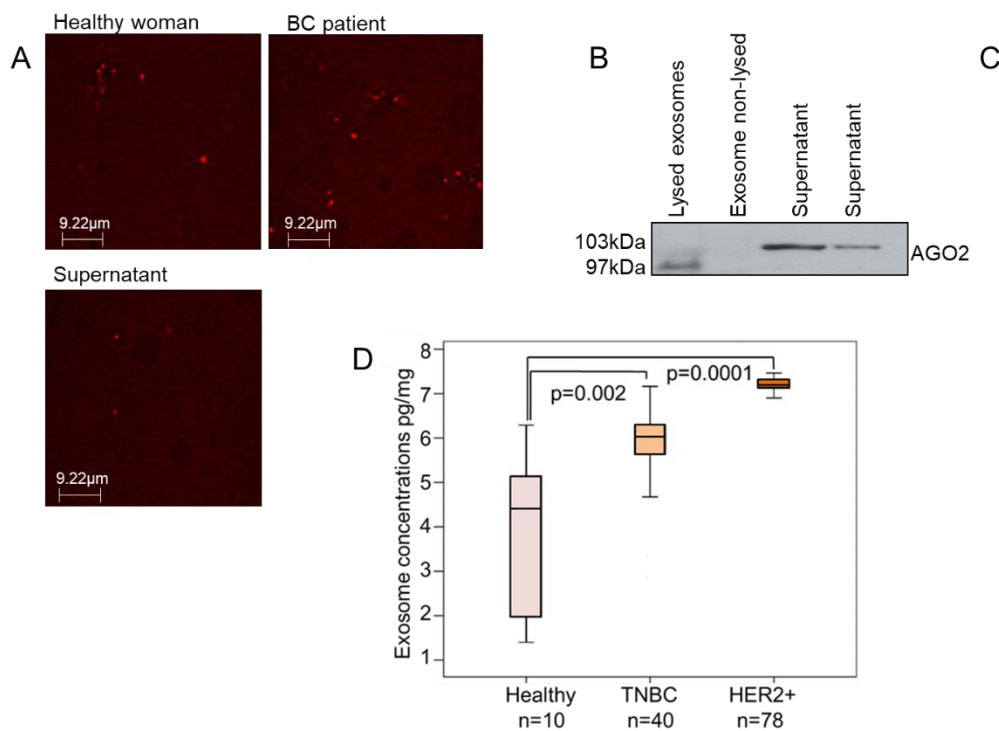 A
Healthy woman
9.22µm
BC patient
9.22µm
Supernatant
9.22µm
B
Lysed exosomes
Exosome non-lysed
Supernatant
Supernatant
103kDa
97kDa
AGO2
C
D
Exosome concentrations pg/mg
8
7
6
5
4
3
2
1
p=0.002
p=0.0001
Healthy
n=10
TNBC
n=40
HER2+
n=78